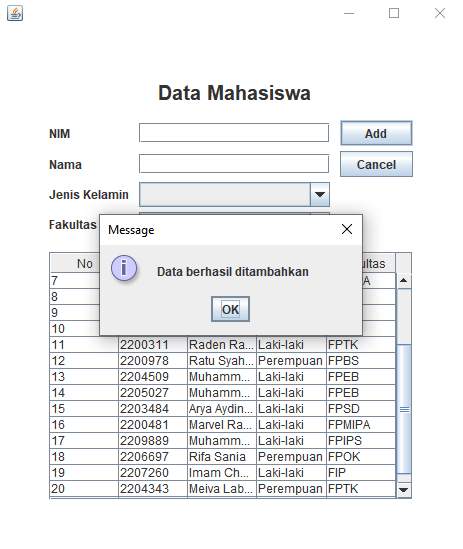 Data Mahasiswa
NIM
Add
Nama
Cancel
Jenis Kelamin
Fakultas
Message
Data berhasil ditambahkan
OK
No
7
8
9
10
11 2200311 Raden Ra... Laki-laki FPTK
12 2200978 Ratu Syah... Perempuan FPBS
13 2204509 Muhamm... Laki-laki FPEB
14 2205027 Muhamm... Laki-laki FPEB
15 2203484 Arya Aydin... Laki-laki FPSD
16 2200481 Marvel Ra... Laki-laki FPMIPA
17 2209889 Muhamm... Laki-laki FPIPS
18 2206697 Rifa Sania Perempuan FPOK
19 2207260 Imam Ch... Laki-laki FIP
20 2204343 Meiva Lab... Perempuan FPTK